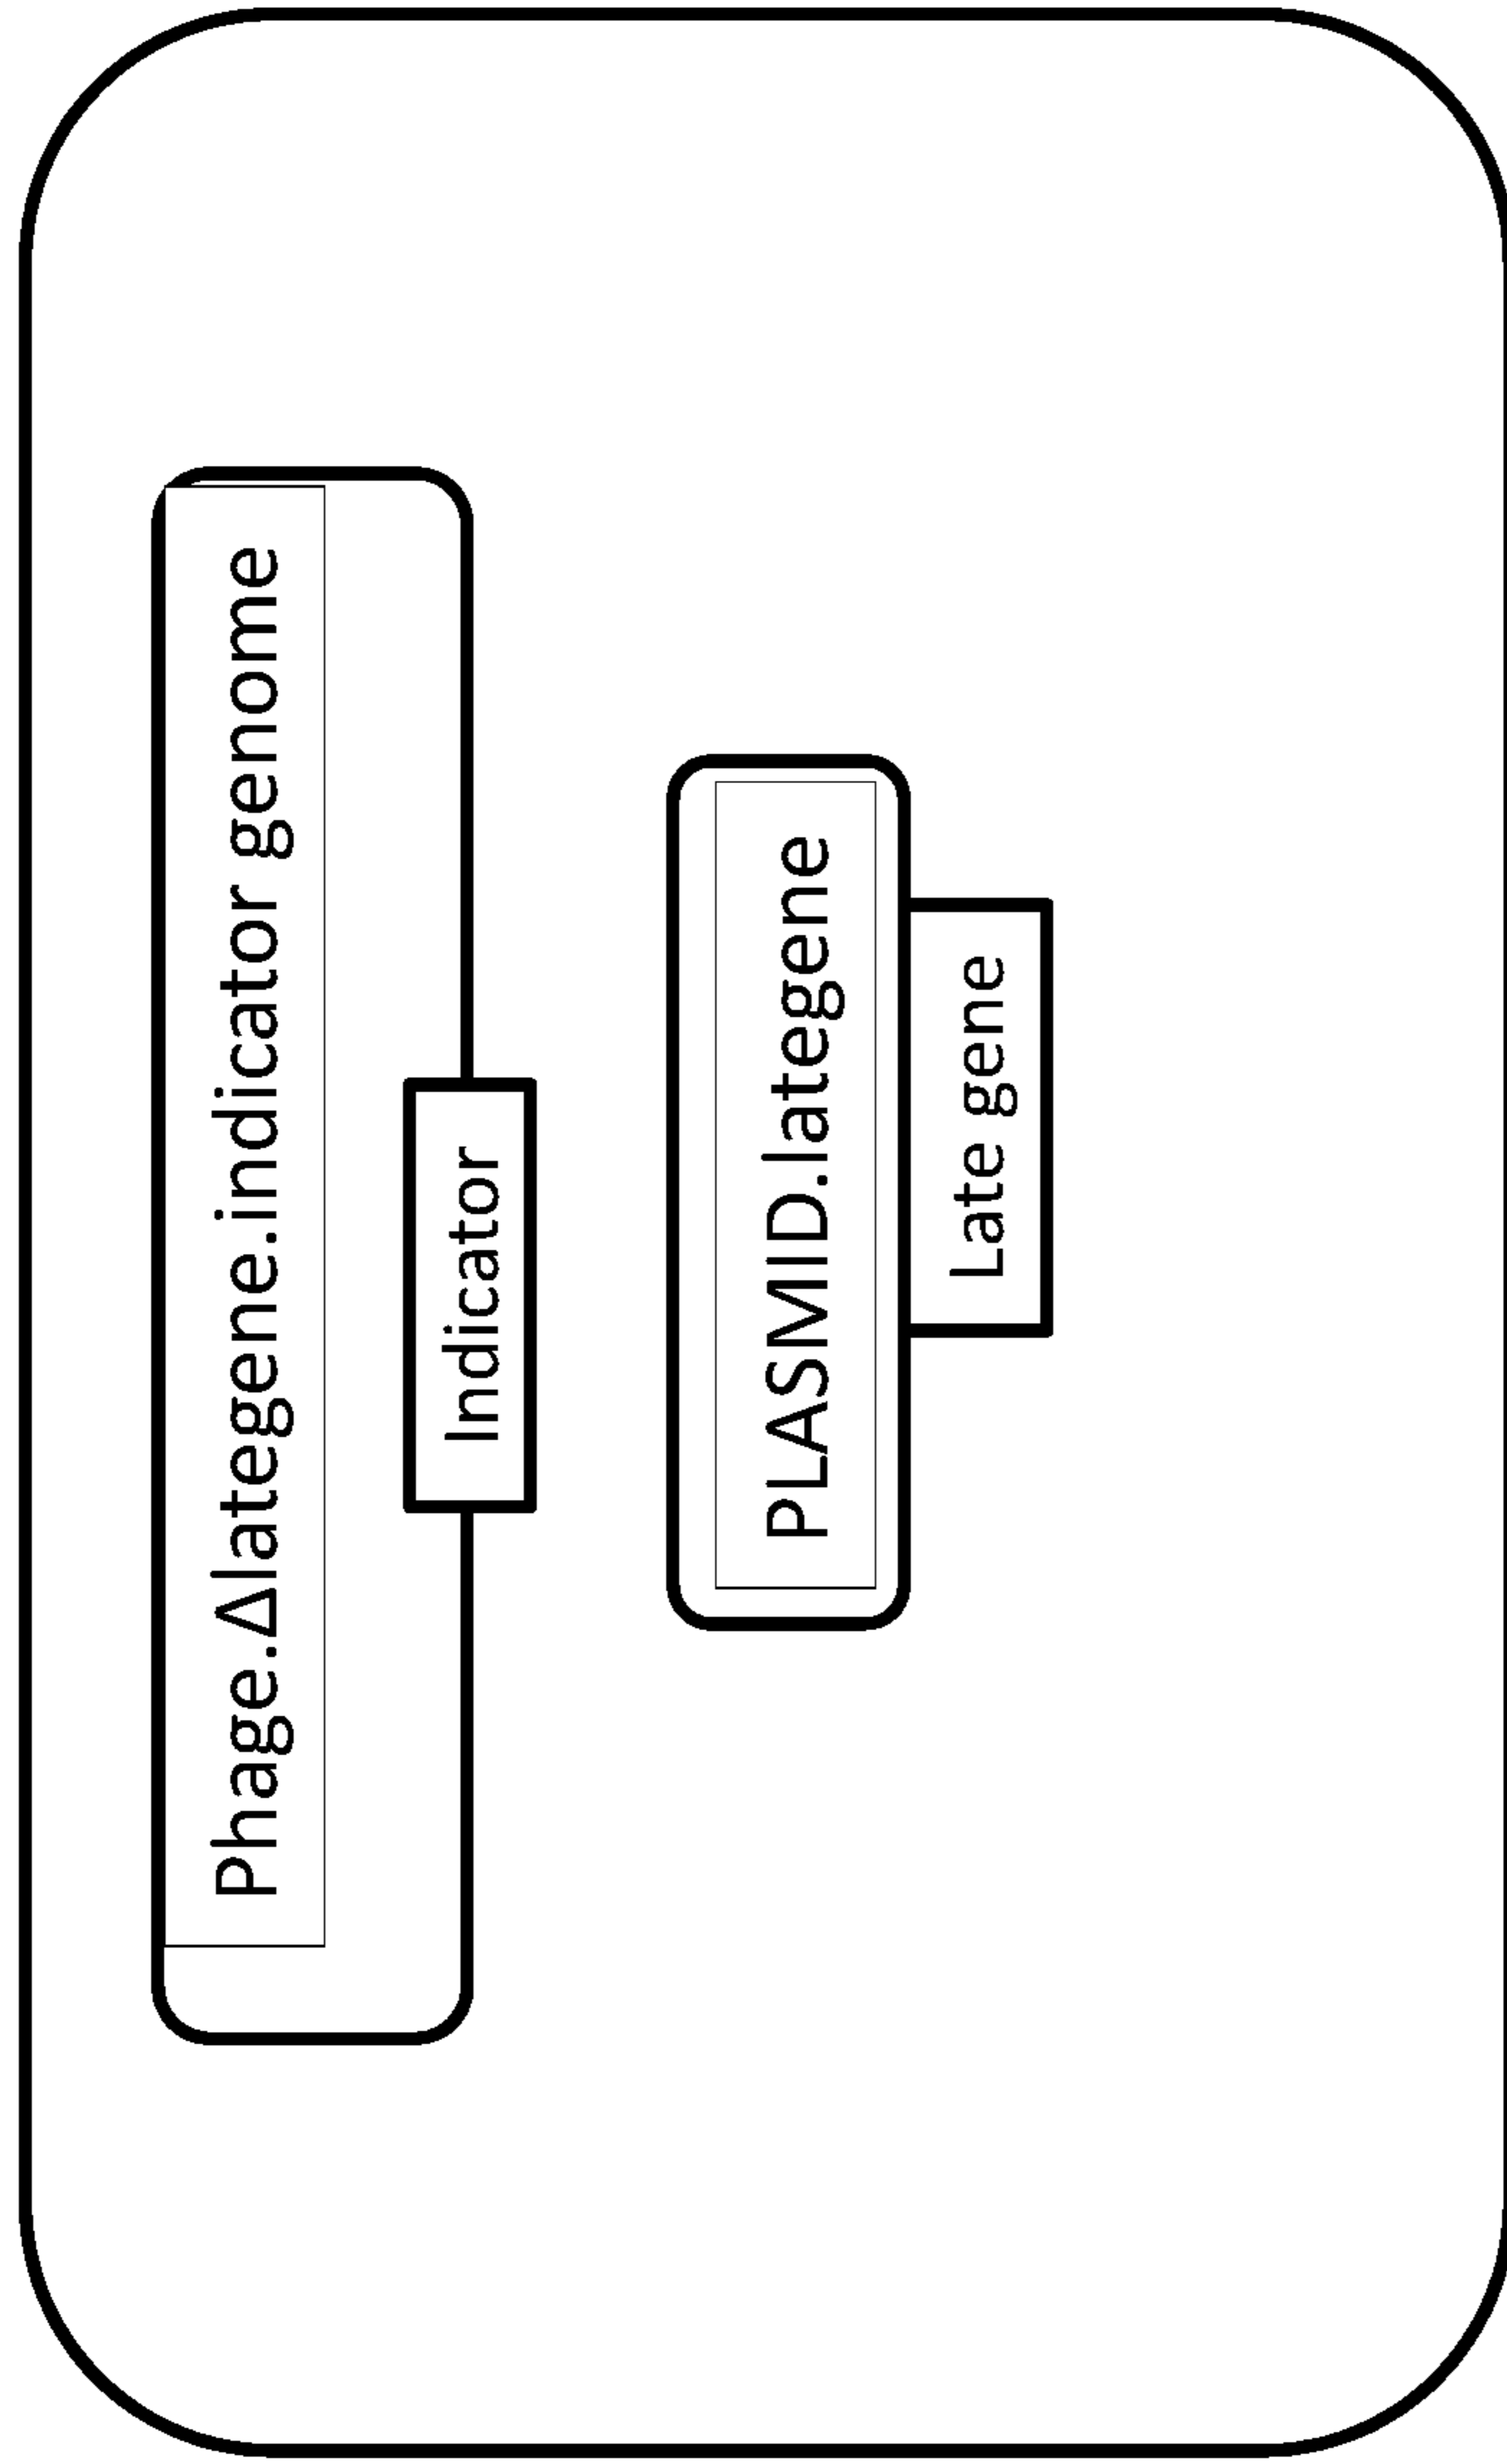 Phage.Δlategene.indicator genome
Indicator
PLASMID.lategene
Late gene